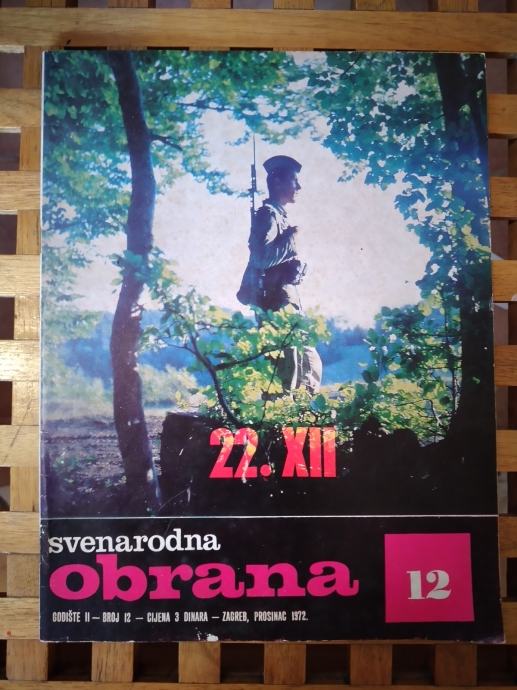 22. XII
svenarodna
obrana
12
GODIŠTE II — BROJ 12 — CIJENA 3 DINARA — ZAGREB, PROSINAC 1972.